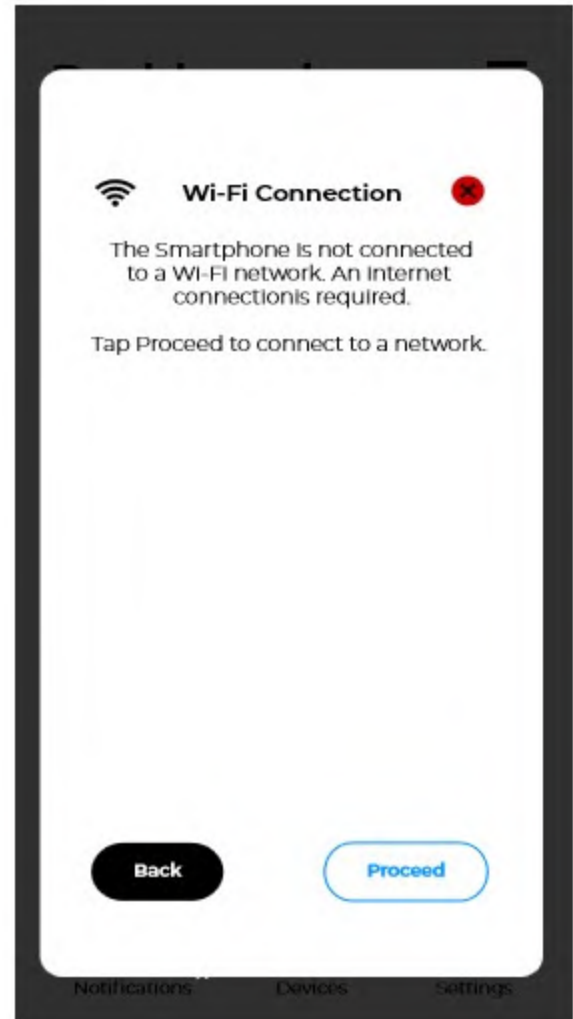 Wi-Fi Connection
The Smartphone is not connected
to a Wi-Fi network. An Internet
connectionis required.
Tap Proceed to connect to a network.
Back
Proceed
Notifications
Devices
Settings